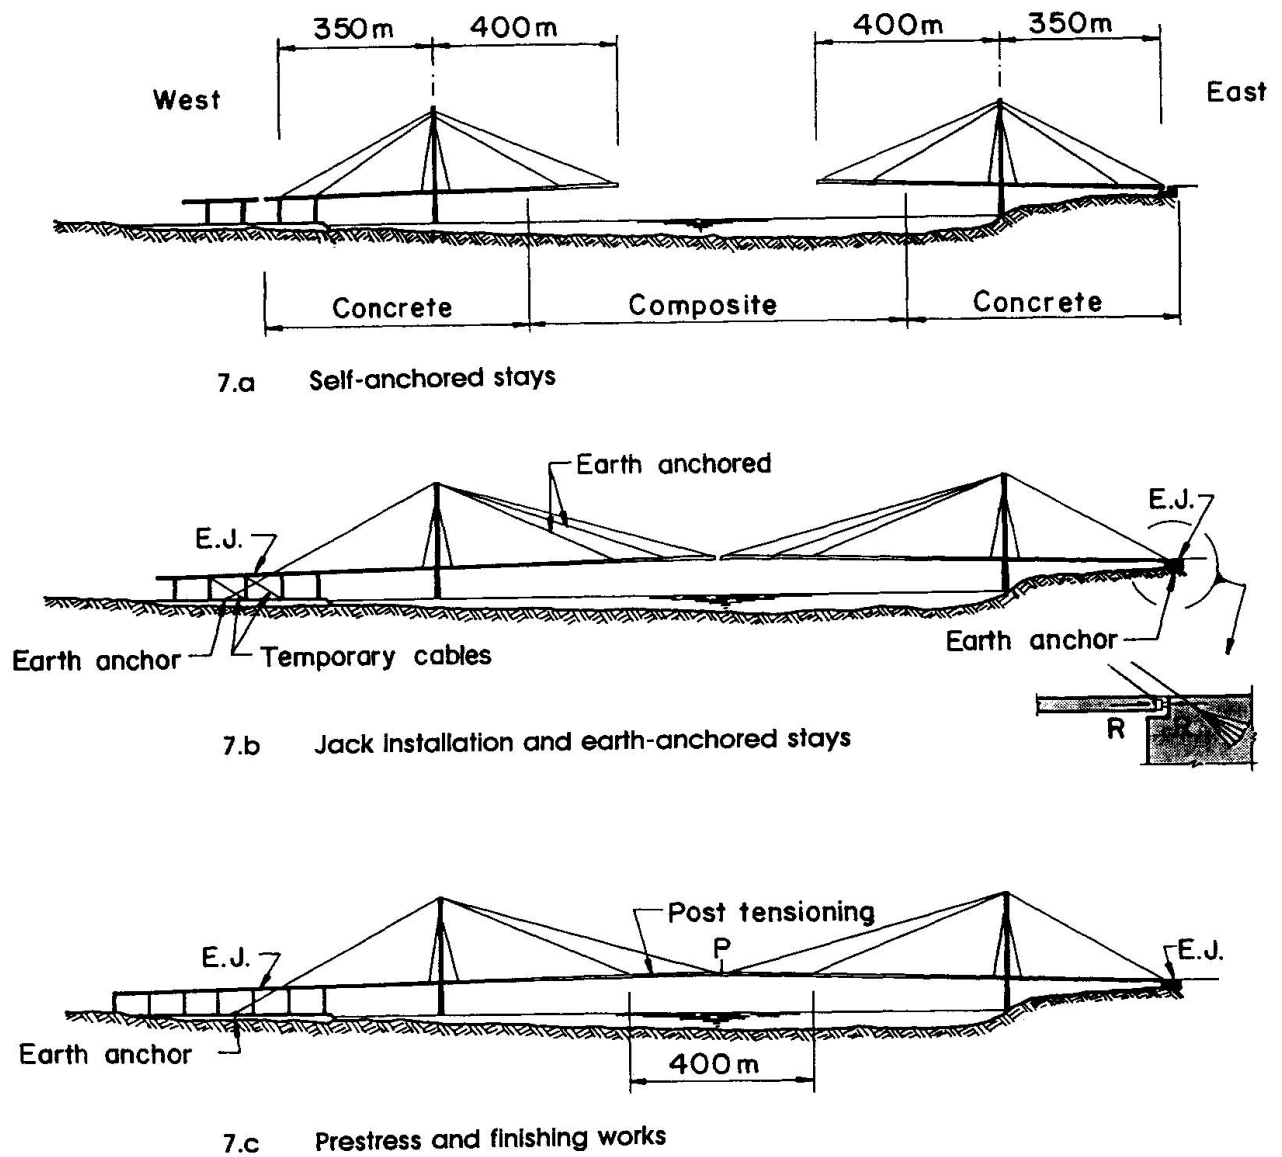 350m 400m 400m 350m
West East
Concrete Composite Concrete
7.a Self-anchored stays
Earth anchored
E.J. E.J.
Earth anchor Temporary cables Earth anchor
R R
7.b Jack installation and earth-anchored stays
Post tensioning
P
E.J. E.J.
Earth anchor
400m
7.c Prestress and finishing works